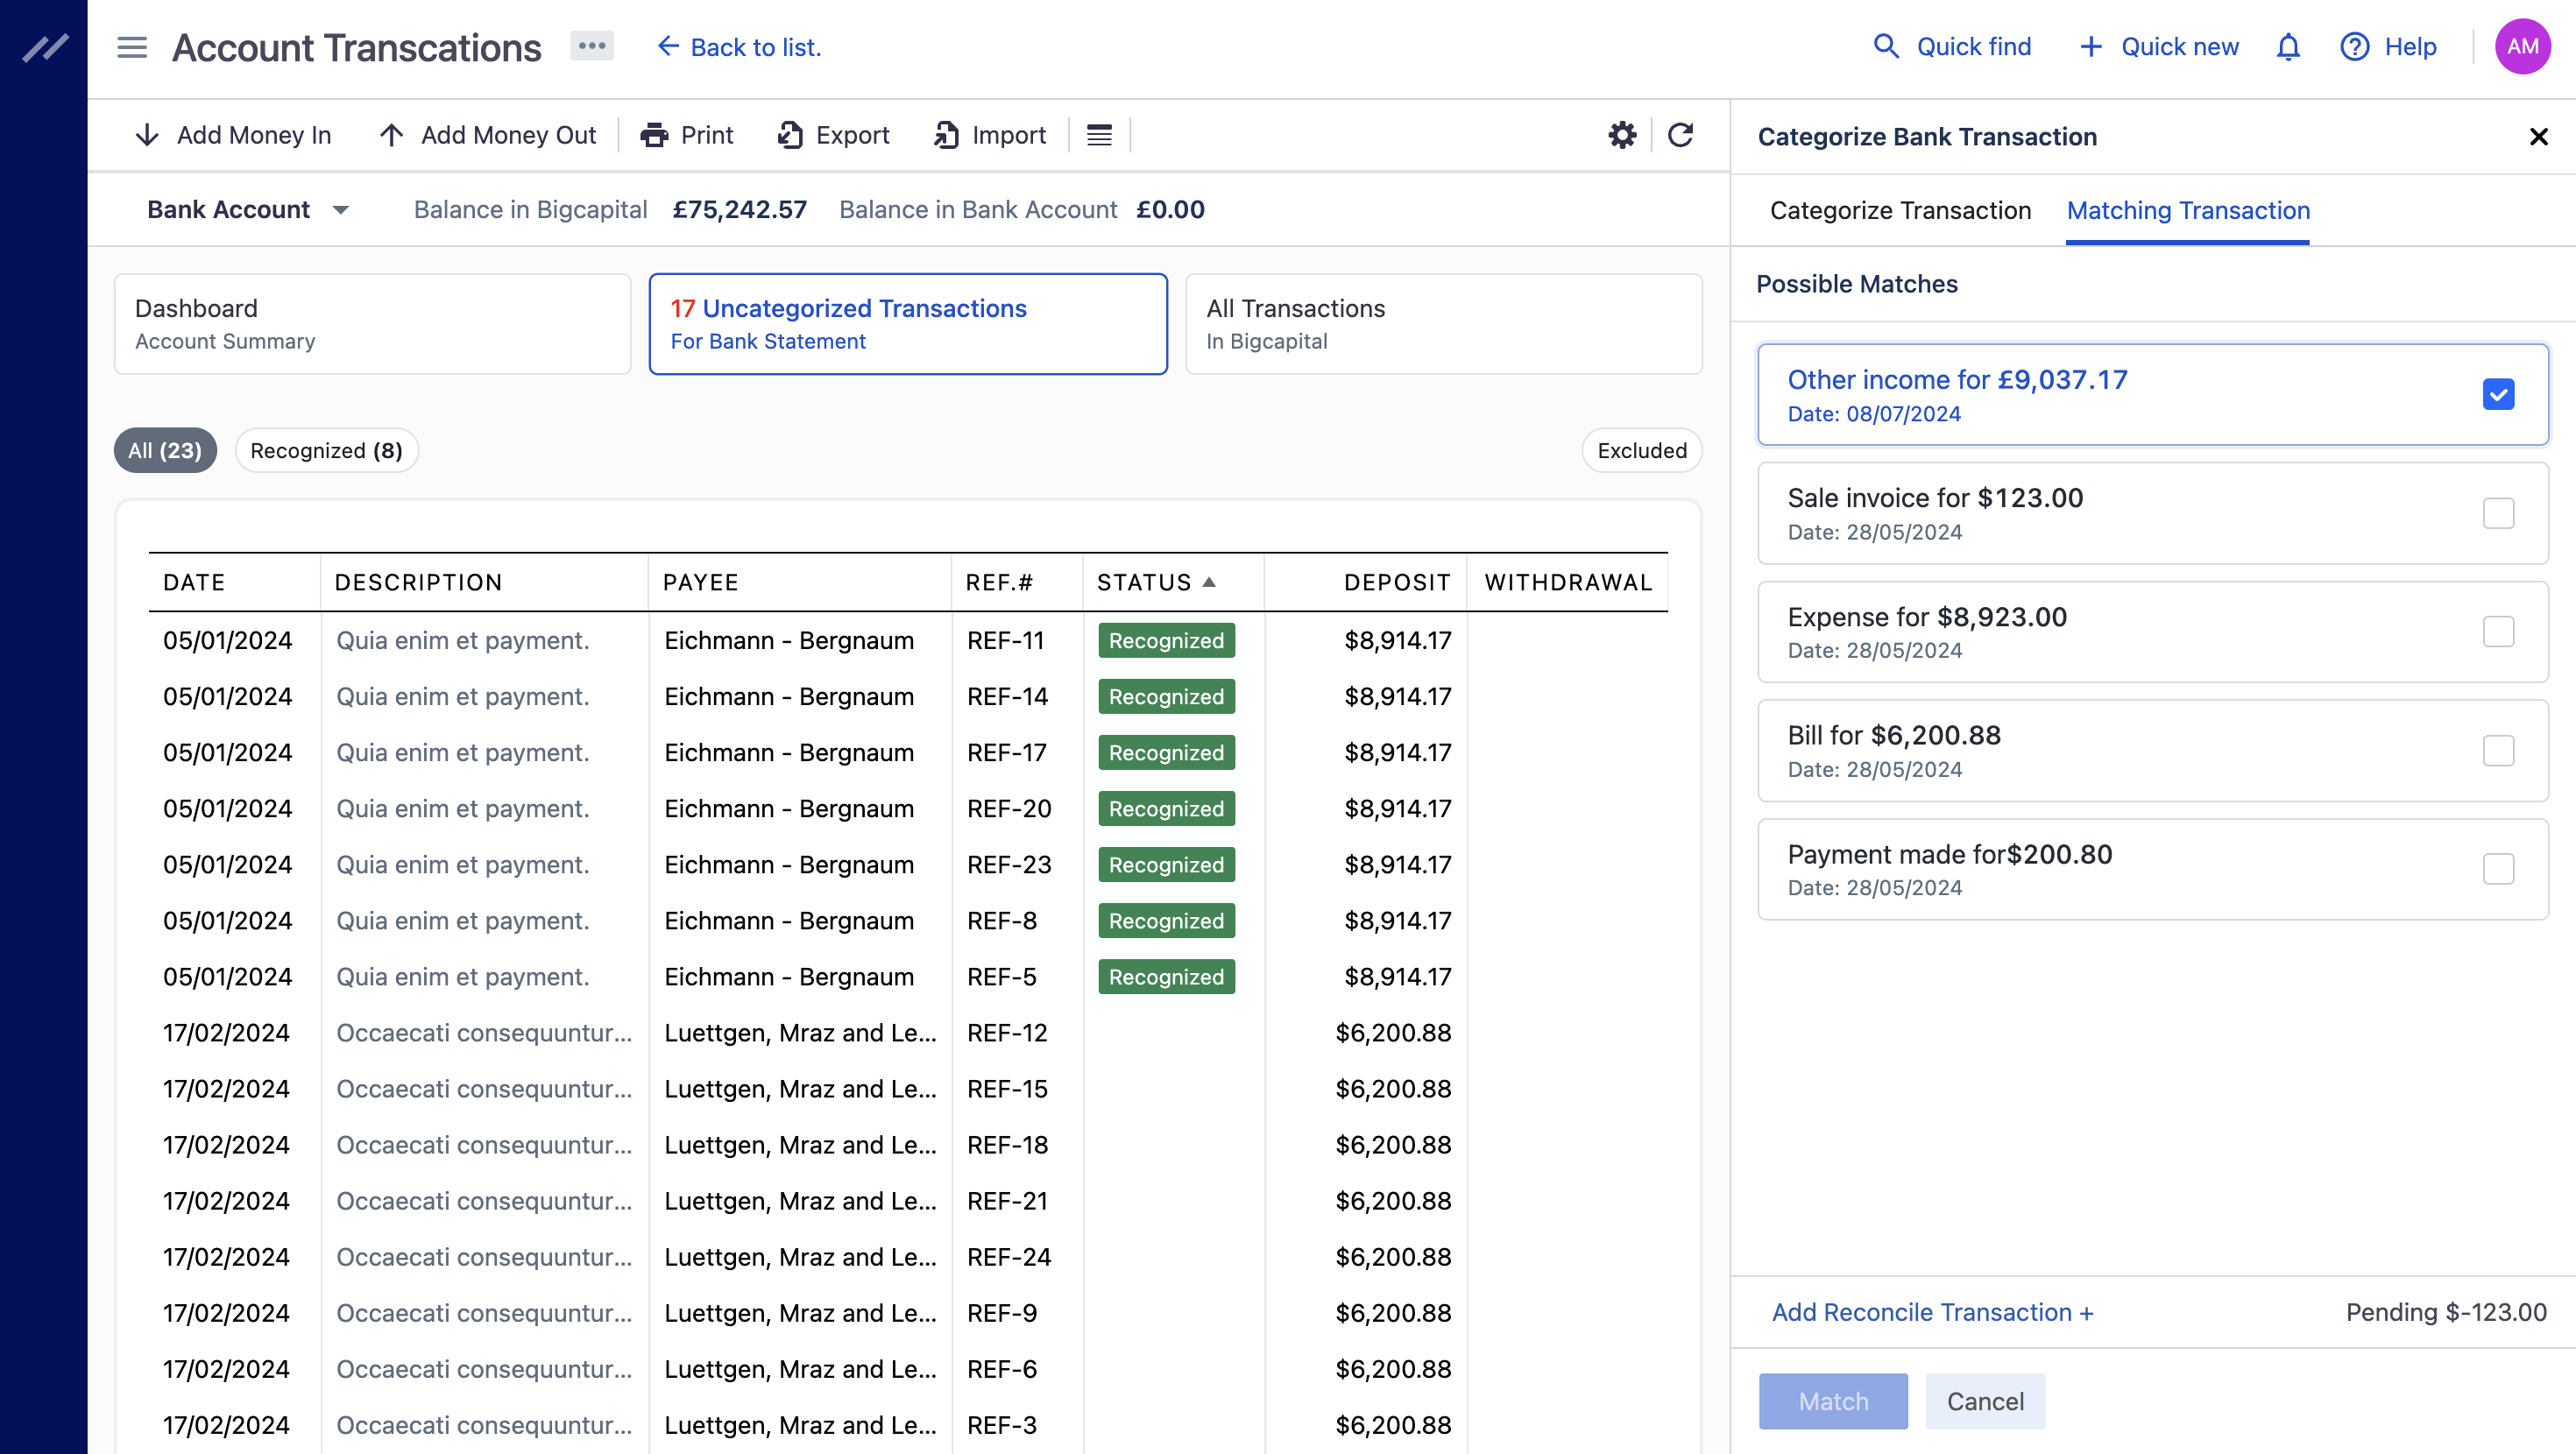 Account Transcations ••• Back to list. Quick find Quick new Help AM
Add Money In Add Money Out Print Export Import
Bank Account Balance in Bigcapital £75,242.57 Balance in Bank Account £0.00
Dashboard
Account Summary
17 Uncategorized Transactions
For Bank Statement
All Transactions
In Bigcapital
All (23) Recognized (8) Excluded
DATE DESCRIPTION PAYEE REF.# STATUS DEPOSIT WITHDRAWAL
05/01/2024 Quia enim et payment. Eichmann - Bergnaum REF-11 Recognized $8,914.17
05/01/2024 Quia enim et payment. Eichmann - Bergnaum REF-14 Recognized $8,914.17
05/01/2024 Quia enim et payment. Eichmann - Bergnaum REF-17 Recognized $8,914.17
05/01/2024 Quia enim et payment. Eichmann - Bergnaum REF-20 Recognized $8,914.17
05/01/2024 Quia enim et payment. Eichmann - Bergnaum REF-23 Recognized $8,914.17
05/01/2024 Quia enim et payment. Eichmann - Bergnaum REF-8 Recognized $8,914.17
05/01/2024 Quia enim et payment. Eichmann - Bergnaum REF-5 Recognized $8,914.17
17/02/2024 Occaecati consequuntur... Luettgen, Mraz and Le... REF-12 $6,200.88
17/02/2024 Occaecati consequuntur... Luettgen, Mraz and Le... REF-15 $6,200.88
17/02/2024 Occaecati consequuntur... Luettgen, Mraz and Le... REF-18 $6,200.88
17/02/2024 Occaecati consequuntur... Luettgen, Mraz and Le... REF-21 $6,200.88
17/02/2024 Occaecati consequuntur... Luettgen, Mraz and Le... REF-24 $6,200.88
17/02/2024 Occaecati consequuntur... Luettgen, Mraz and Le... REF-9 $6,200.88
17/02/2024 Occaecati consequuntur... Luettgen, Mraz and Le... REF-6 $6,200.88
17/02/2024 Occaecati consequuntur... Luettgen, Mraz and Le... REF-3 $6,200.88
Categorize Bank Transaction
Categorize Transaction Matching Transaction
Possible Matches
Other income for £9,037.17
Date: 08/07/2024
Sale invoice for $123.00
Date: 28/05/2024
Expense for $8,923.00
Date: 28/05/2024
Bill for $6,200.88
Date: 28/05/2024
Payment made for$200.80
Date: 28/05/2024
Add Reconcile Transaction + Pending $-123.00
Match Cancel